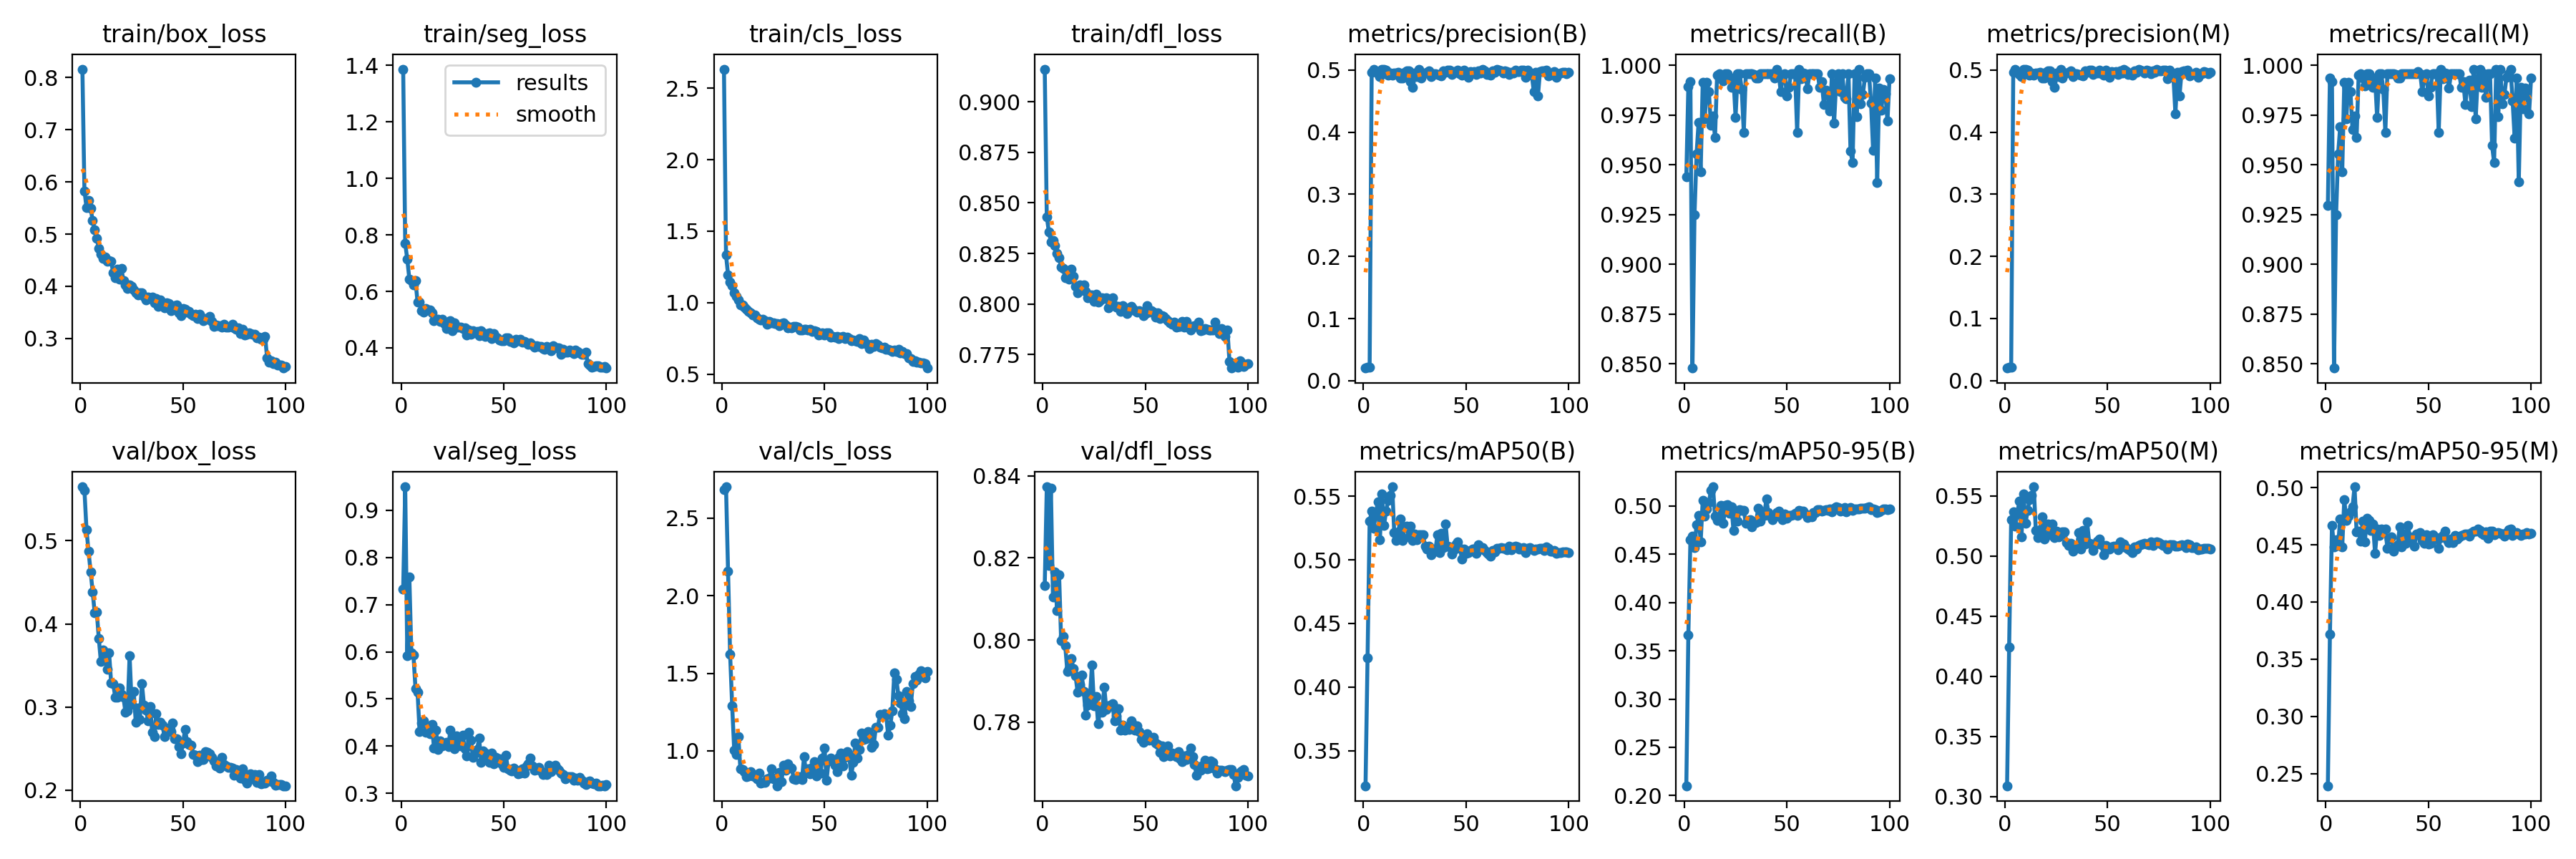 train/box_loss
0.8
0.7
0.6
0.5
0.4
0.3
0 50 100
train/seg_loss
1.4
1.2
1.0
0.8
0.6
0.4
0 50 100
results
smooth
train/cls_loss
2.5
2.0
1.5
1.0
0.5
0 50 100
train/dfl_loss
0.900
0.875
0.850
0.825
0.800
0.775
0 50 100
metrics/precision(B)
0.5
0.4
0.3
0.2
0.1
0.0
0 50 100
metrics/recall(B)
1.000
0.975
0.950
0.925
0.900
0.875
0.850
0 50 100
metrics/precision(M)
0.5
0.4
0.3
0.2
0.1
0.0
0 50 100
metrics/recall(M)
1.000
0.975
0.950
0.925
0.900
0.875
0.850
0 50 100
val/box_loss
0.5
0.4
0.3
0.2
0 50 100
val/seg_loss
0.9
0.8
0.7
0.6
0.5
0.4
0.3
0 50 100
val/cls_loss
2.5
2.0
1.5
1.0
0 50 100
val/dfl_loss
0.84
0.82
0.80
0.78
0 50 100
metrics/mAP50(B)
0.55
0.50
0.45
0.40
0.35
0 50 100
metrics/mAP50-95(B)
0.50
0.45
0.40
0.35
0.30
0.25
0.20
0 50 100
metrics/mAP50(M)
0.55
0.50
0.45
0.40
0.35
0.30
0 50 100
metrics/mAP50-95(M)
0.50
0.45
0.40
0.35
0.30
0.25
0 50 100